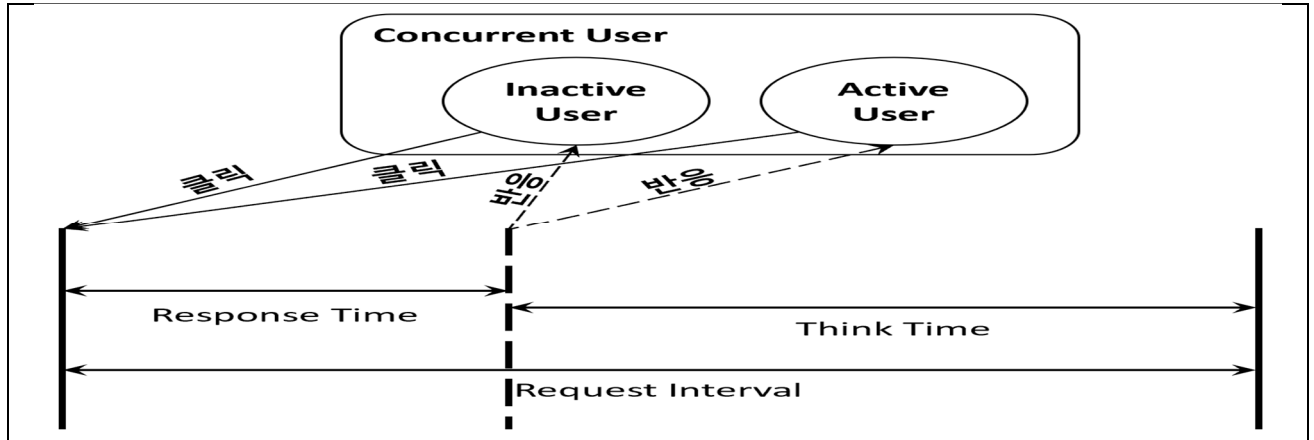 Concurrent User
Inactive
User
Active
User
클릭
클릭
반응
반응
Response Time
Think Time
Request Interval